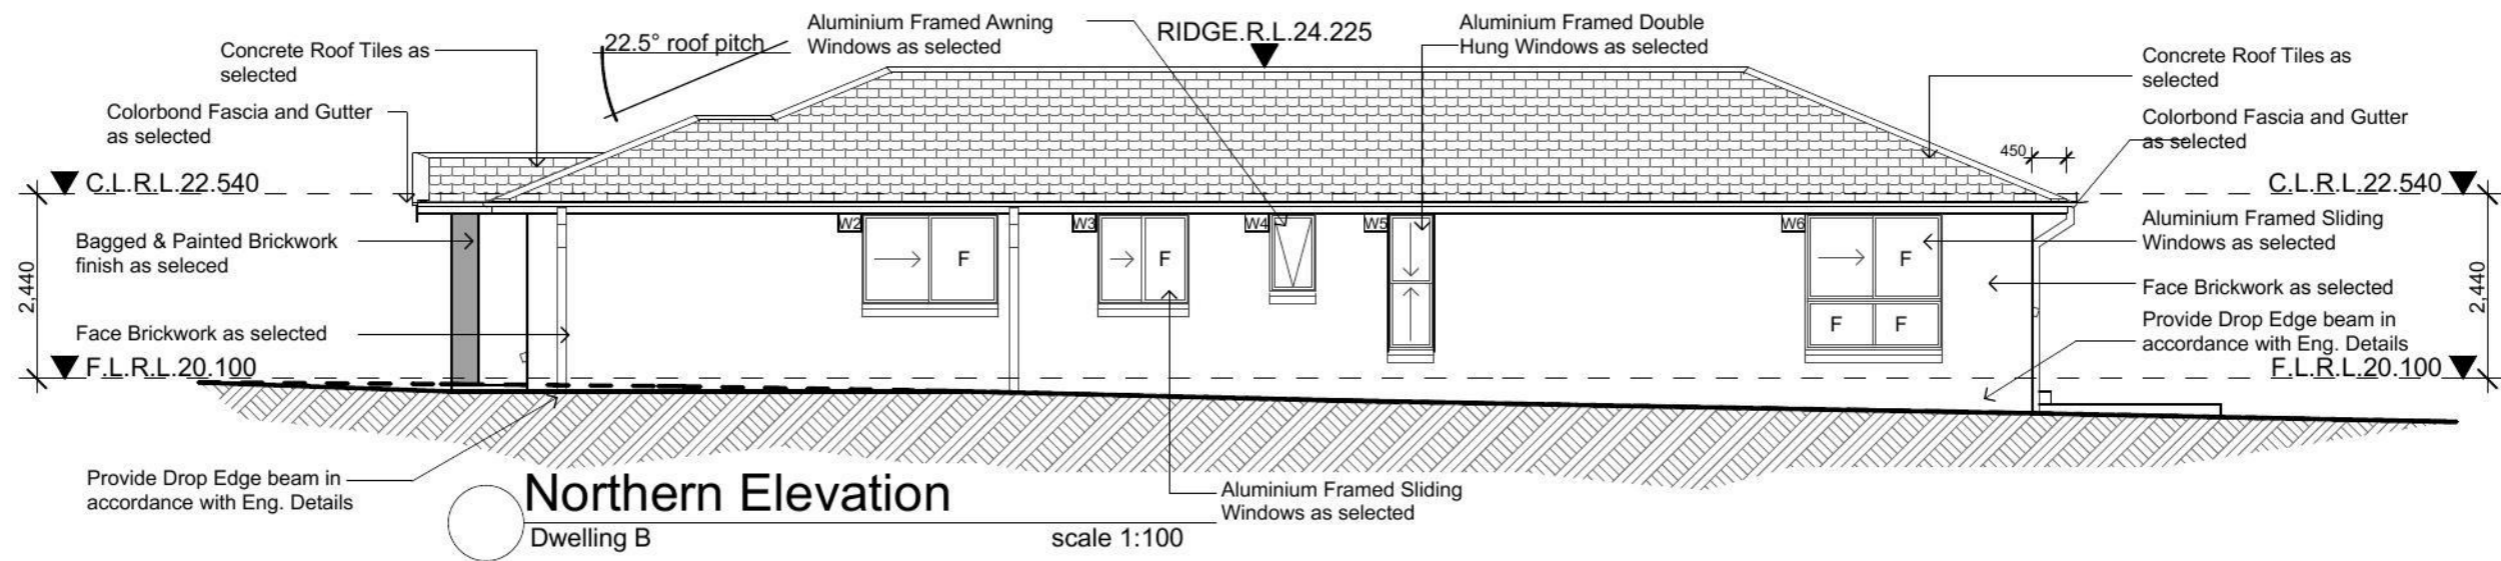 Aluminium Framed Awning
Windows as selected
RIDGE.R.L.24.225
Aluminium Framed Double
Hung Windows as selected
22.5° roof pitch
Concrete Roof Tiles as
selected
Concrete Roof Tiles as
selected
Colorbond Fascia and Gutter
as selected
Colorbond Fascia and Gutter
as selected
450
C.L.R.L.22.540
C.L.R.L.22.540
W2
W3
W4
W5
W6
Bagged & Painted Brickwork
finish as seleced
Aluminium Framed Sliding
Windows as selected
F
F
F
F
F
2,440
2,440
Face Brickwork as selected
Face Brickwork as selected
Provide Drop Edge beam in
accordance with Eng. Details
F.L.R.L.20.100
F.L.R.L.20.100
Provide Drop Edge beam in
accordance with Eng. Details
Northern Elevation
Dwelling B
scale 1:100
Aluminium Framed Sliding
Windows as selected